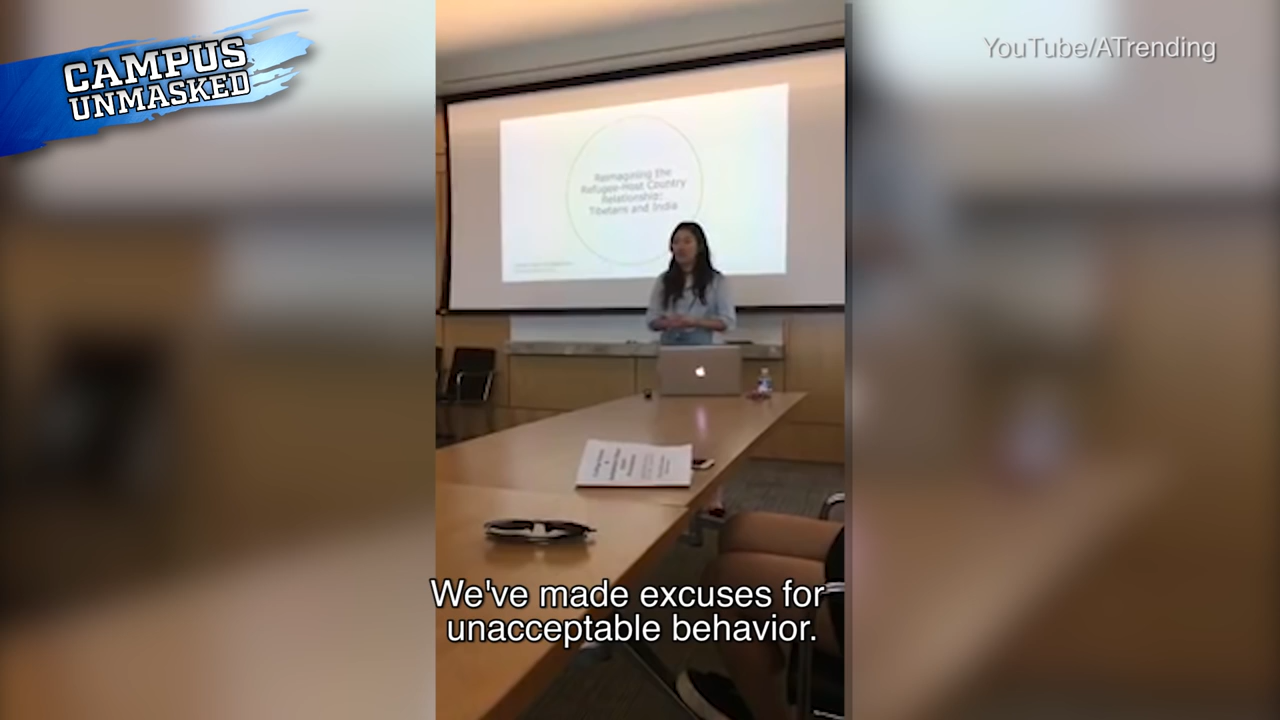 CAMPUS
UNMASKED
YouTube/ATrending
Reimagining the
Refugee-Host Country
Relationship:
Tibetans and India
We've made excuses for
unacceptable behavior.